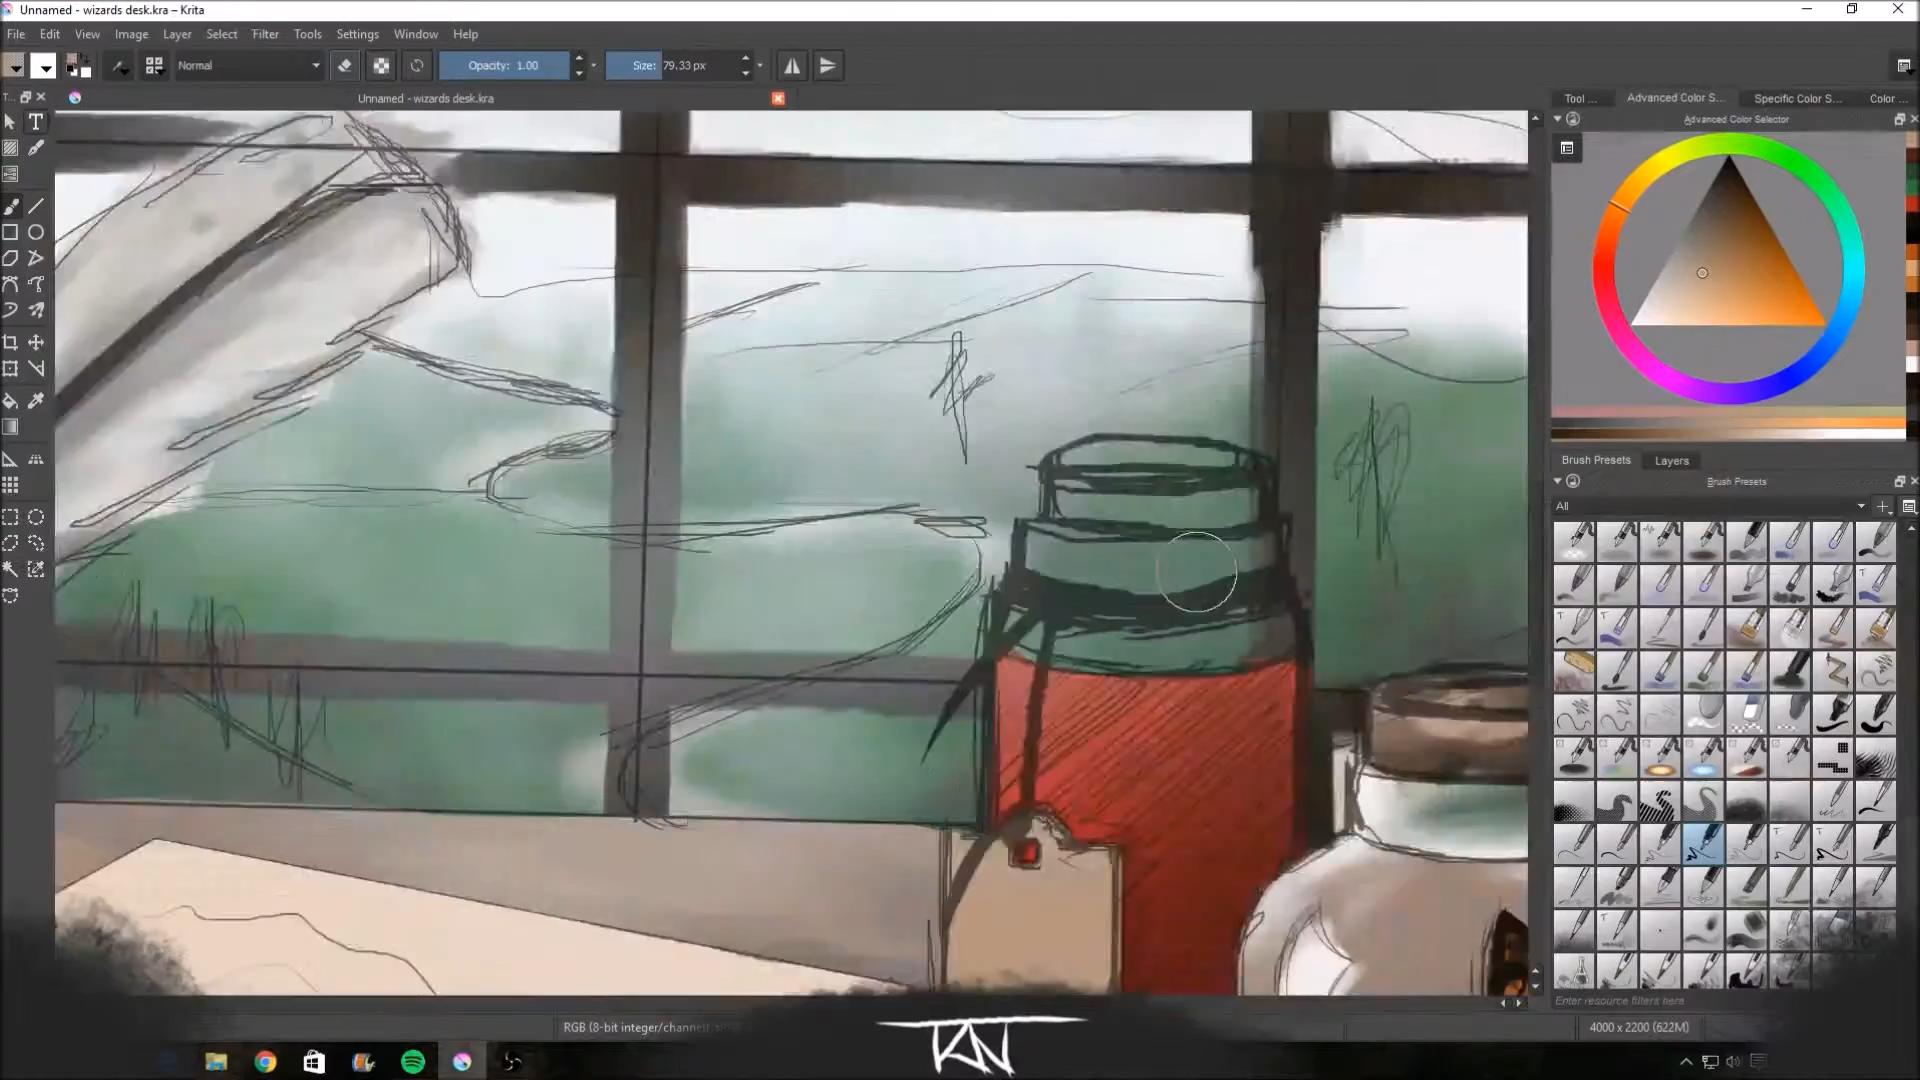 Unnamed - wizards desk.kra – Krita
File Edit View Image Layer Select Filter Tools Settings Window Help
Normal Opacity: 1.00 Size: 79.33 px
T... Unnamed - wizards desk.kra Tool ... Advanced Color S... Specific Color S... Color ...
Advanced Color Selector
Brush Presets Layers
Brush Presets
All
Enter resource filters here
RGB (8-bit integer/channel) 4000 x 2200 (622M)